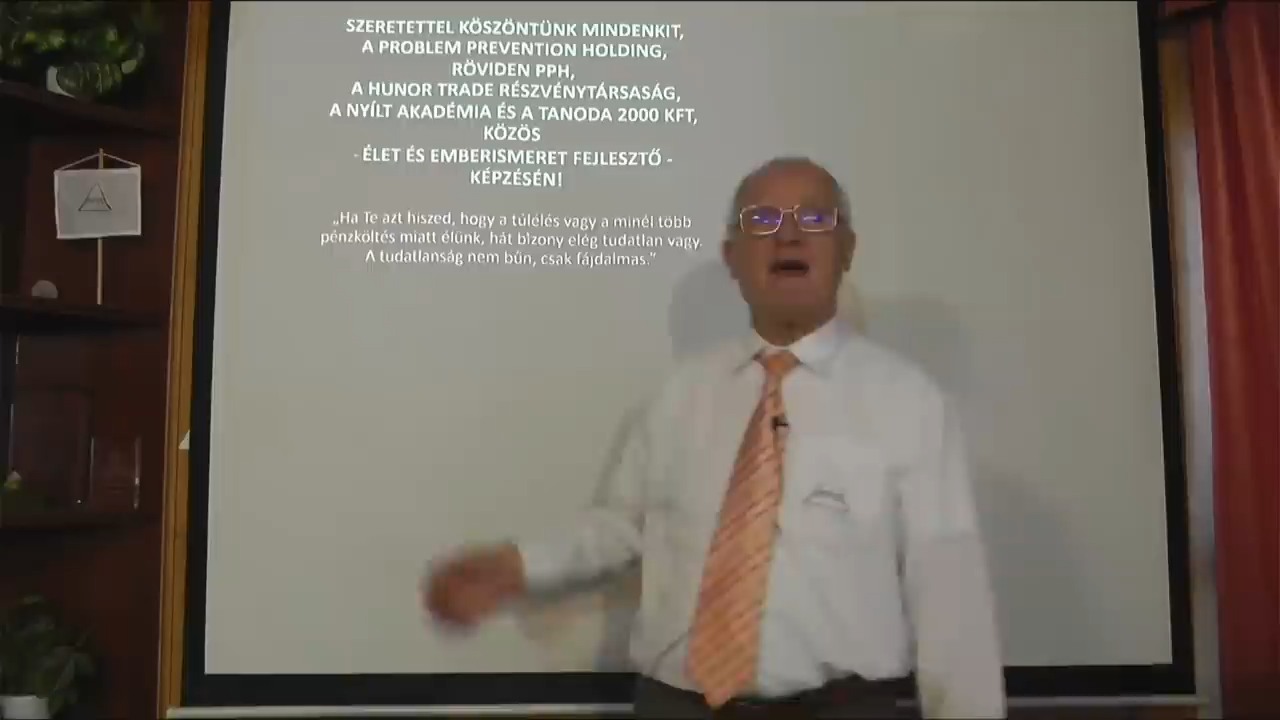 SZERETETTEL KÖSZÖNTÜNK MINDENKIT,
A PROBLEM PREVENTION HOLDING,
RÖVIDEN PPH,
A HUNOR TRADE RÉSZVÉNYTÁRSASÁG,
A NYÍLT AKADÉMIA ÉS A TANODA 2000 KFT,
KÖZÖS
- ÉLET ÉS EMBERISMERET FEJLESZTŐ -
KÉPZÉSÉN!
„Ha Te azt hiszed, hogy a túlélés vagy a minél több
pénzköltés miatt élünk, hát bizony elég tudatlan vagy.
A tudatlanság nem bűn, csak fájdalmas.”